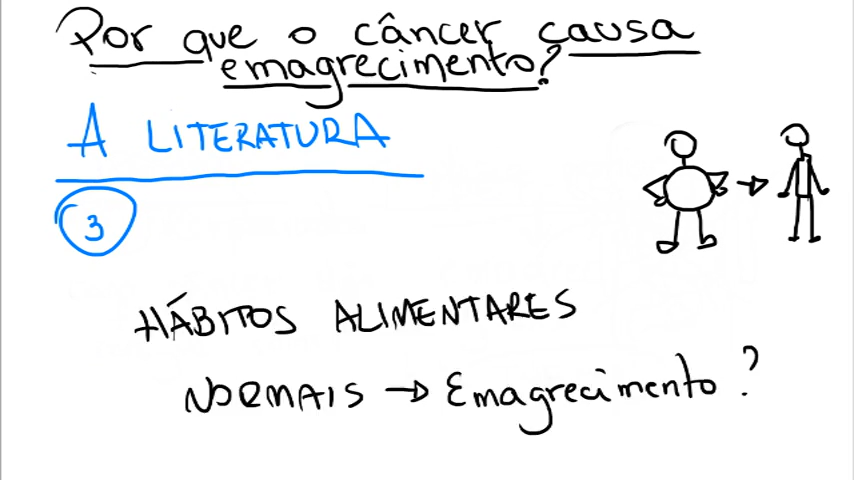 Por que o câncer causa
emagrecimento?
A LITERATURA
3
HÁBITOS ALIMENTARES
NORMAIS → Emagrecimento?